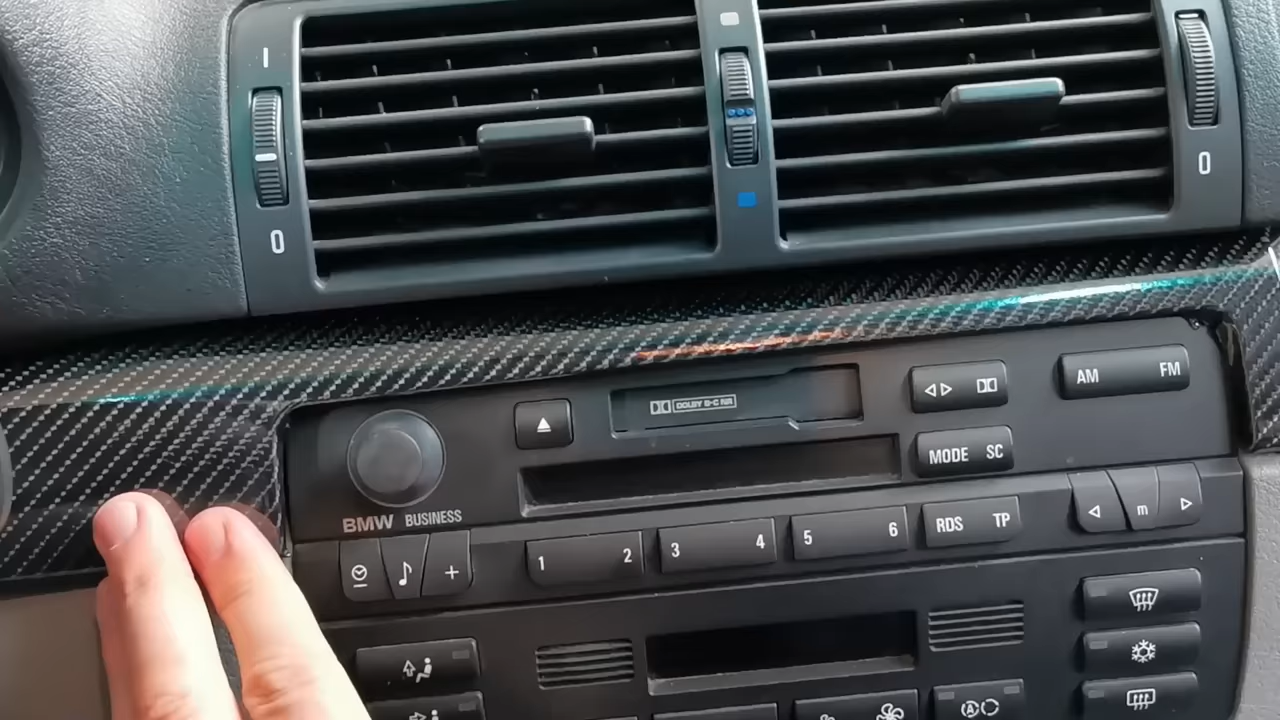 I
0
0
DOLBY B-C NR
AM FM
MODE SC
BMW BUSINESS
1 2 3 4 5 6 RDS TP
m
A